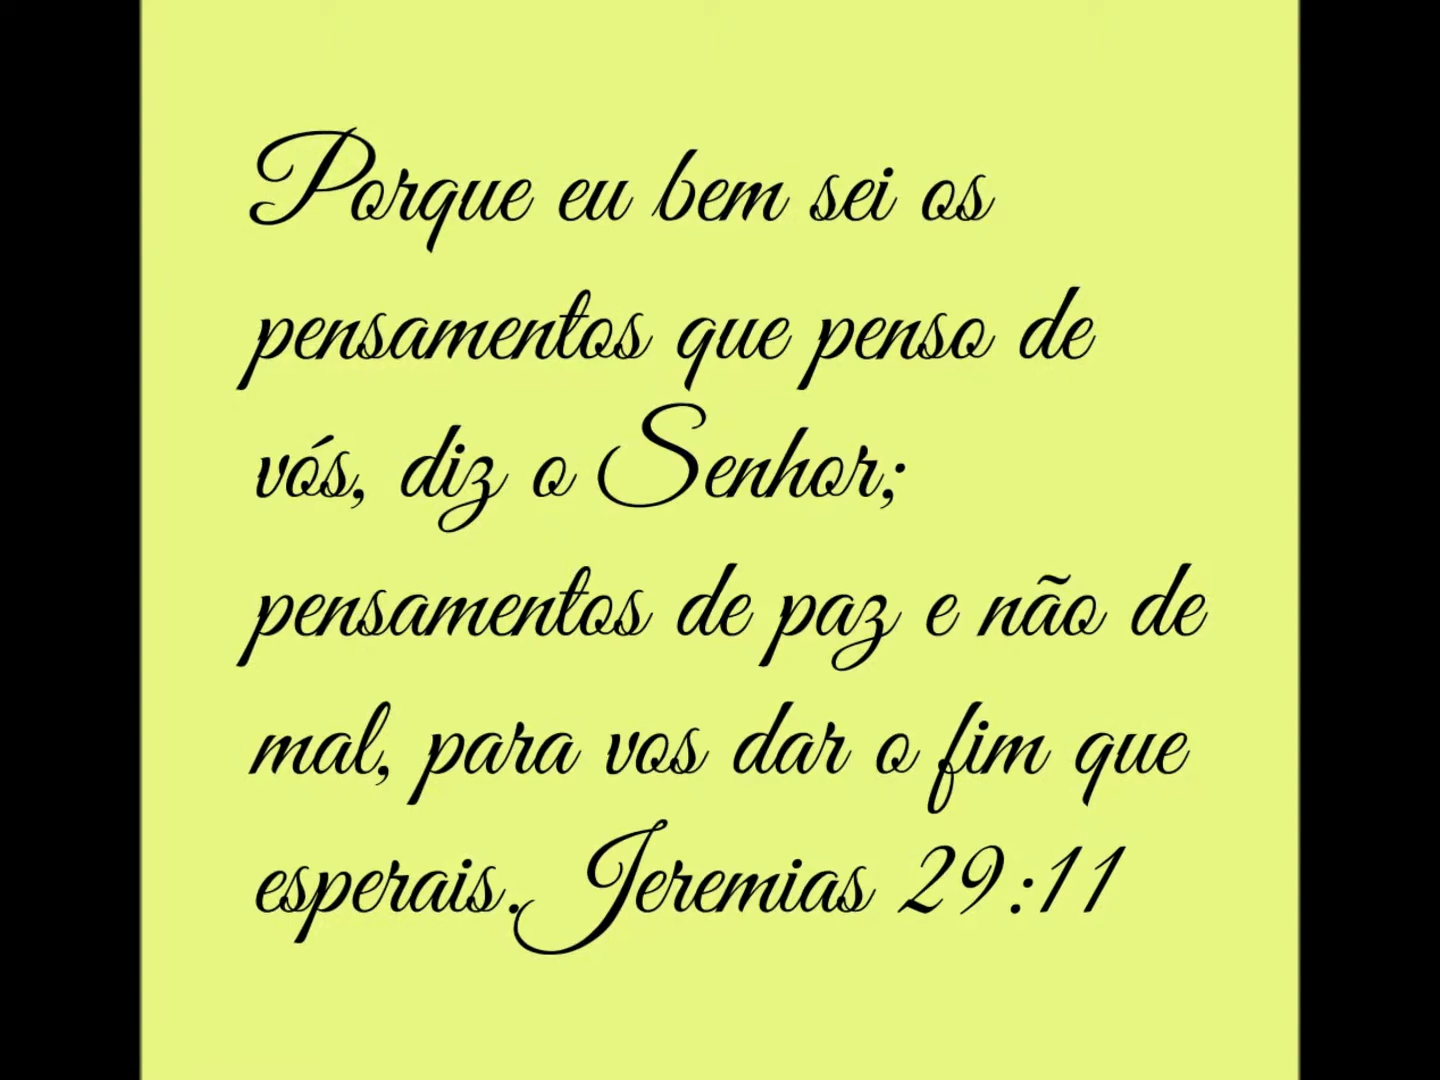 Porque eu bem sei os
pensamentos que penso de
vós, diz o Senhor;
pensamentos de paz e não de
mal, para vos dar o fim que
esperais. Jeremias 29:11